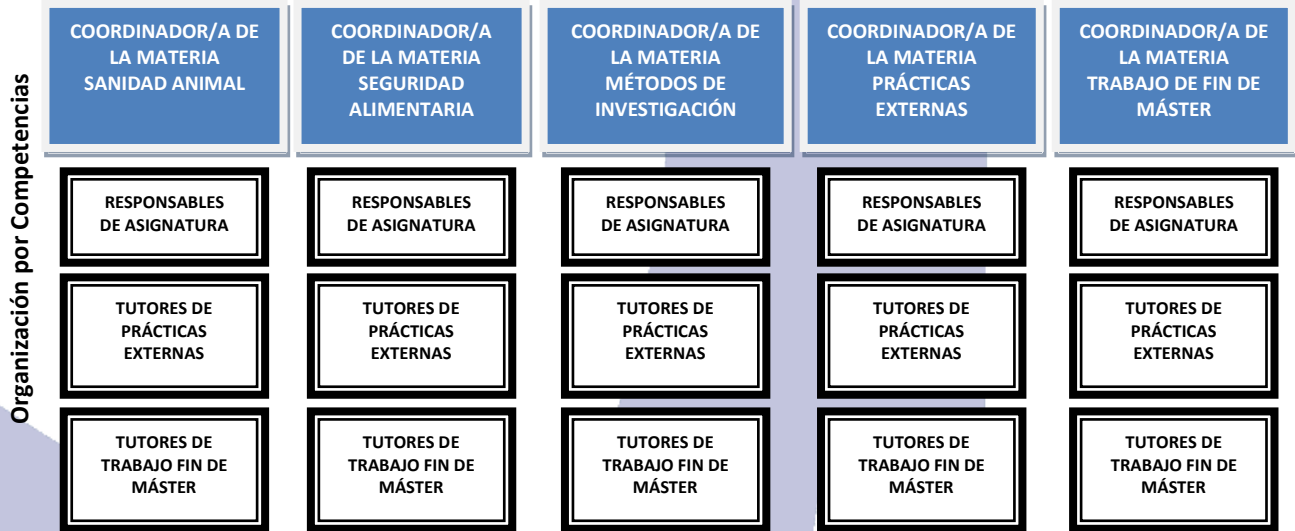 Organización por Competencias
COORDINADOR/A DE
LA MATERIA
SANIDAD ANIMAL
COORDINADOR/A
DE LA MATERIA
SEGURIDAD
ALIMENTARIA
COORDINADOR/A DE
LA MATERIA
MÉTODOS DE
INVESTIGACIÓN
COORDINADOR/A DE
LA MATERIA
PRÁCTICAS
EXTERNAS
COORDINADOR/A DE
LA MATERIA
TRABAJO DE FIN DE
MÁSTER
RESPONSABLES
DE ASIGNATURA
RESPONSABLES
DE ASIGNATURA
RESPONSABLES
DE ASIGNATURA
RESPONSABLES
DE ASIGNATURA
RESPONSABLES
DE ASIGNATURA
TUTORES DE
PRÁCTICAS
EXTERNAS
TUTORES DE
PRÁCTICAS
EXTERNAS
TUTORES DE
PRÁCTICAS
EXTERNAS
TUTORES DE
PRÁCTICAS
EXTERNAS
TUTORES DE
PRÁCTICAS
EXTERNAS
TUTORES DE
TRABAJO FIN DE
MÁSTER
TUTORES DE
TRABAJO FIN DE
MÁSTER
TUTORES DE
TRABAJO FIN DE
MÁSTER
TUTORES DE
TRABAJO FIN DE
MÁSTER
TUTORES DE
TRABAJO FIN DE
MÁSTER